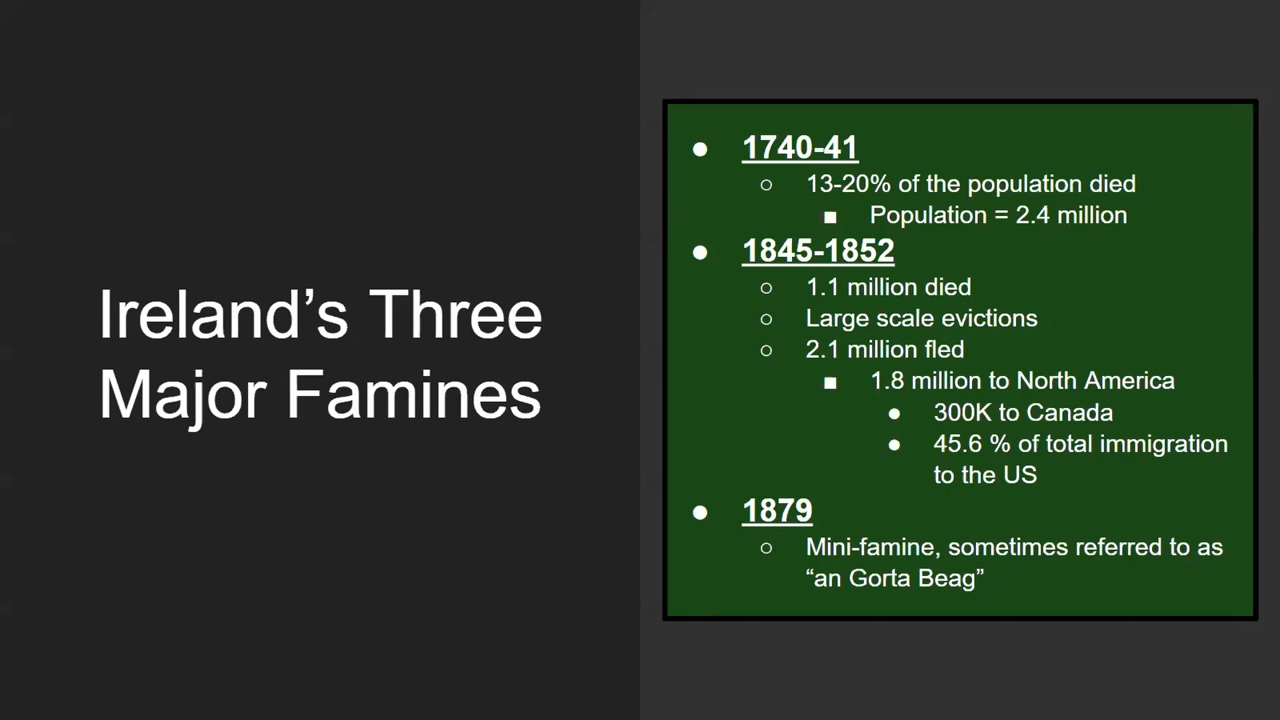 Ireland’s Three
Major Famines
● 1740-41
○ 13-20% of the population died
■ Population = 2.4 million
● 1845-1852
○ 1.1 million died
○ Large scale evictions
○ 2.1 million fled
■ 1.8 million to North America
● 300K to Canada
● 45.6 % of total immigration
to the US
● 1879
○ Mini-famine, sometimes referred to as
“an Gorta Beag”